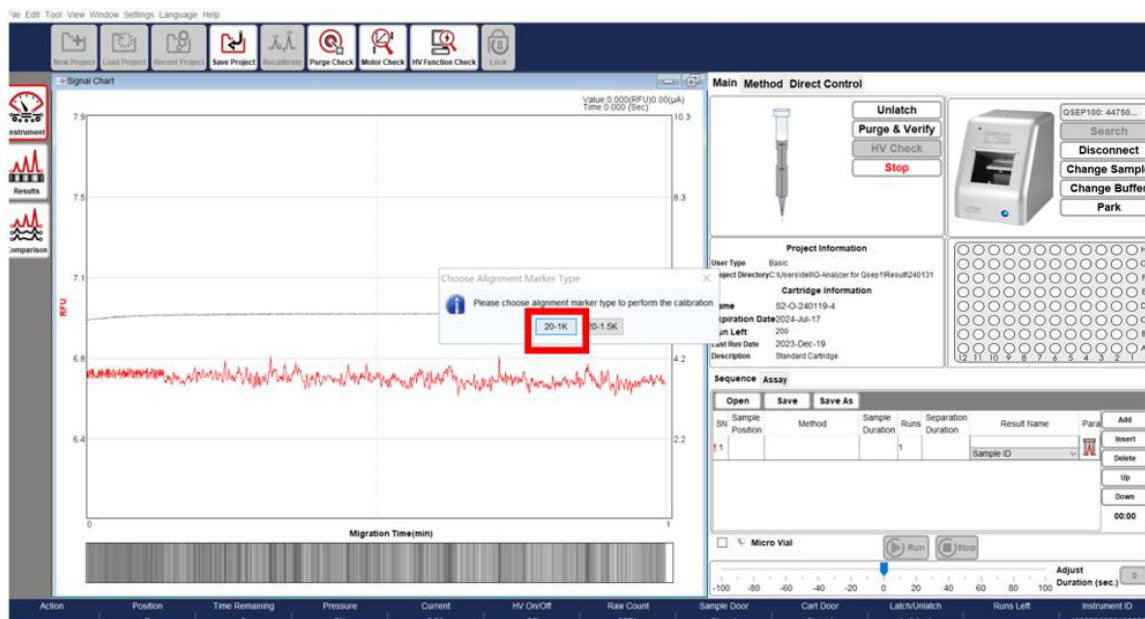 File Edit Tool View Window Settings Language Help
New Project
Load Project
Recent Project
Save Project
Recalibrate
Purge Check
Motor Check
HV Function Check
Lock
Instrument
Results
Comparison
Signal Chart
Value:0.000(RFU)0.00(μA)
Time:0.000 (Sec)
7.9
7.5
7.1
6.8
6.4
RFU
10.3
8.3
4.2
2.2
0
1
Migration Time(min)
Choose Alignment Marker Type
Please choose alignment marker type to perform the calibration
20-1K
20-1.5K
Main Method Direct Control
Unlatch
Purge & Verify
HV Check
Stop
QSEP100: 44750...
Search
Disconnect
Change Sampl
Change Buffer
Park
Project Information
User Type Basic
Project Directory C:\Users\dell\Q-Analyzer for Qsep1\Result\240131
Cartridge Information
Name S2-O-240119-4
Expiration Date 2024-Jul-17
Run Left 200
Last Run Date 2023-Dec-19
Description Standard Cartridge
12 11 10 9 8 7 6 5 4 3 2 1
Sequence Assay
Open Save Save As
SN Sample Position Method Sample Duration Runs Separation Duration Result Name Para
! 1 1 Sample ID
Add
Insert
Delete
Up
Down
00:00
Micro Vial
Run
Stop
-100 -80 -60 -40 -20 0 20 40 60 80 100
Adjust
Duration (sec.) 0
Action Position Time Remaining Pressure Current HV On/Off Raw Count Sample Door Cart Door Latch/Unlatch Runs Left Instrument ID